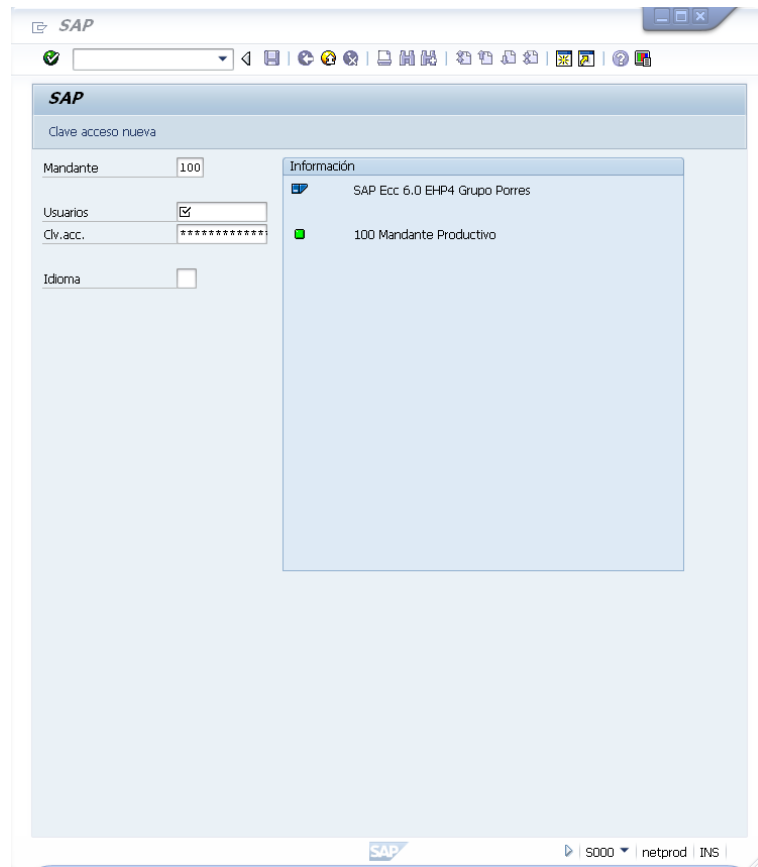 SAP
SAP
Clave acceso nueva
Mandante 100
Información
SAP Ecc 6.0 EHP4 Grupo Porres
Usuarios
Clv.acc. ************
100 Mandante Productivo
Idioma
SAP
S000 netprod INS